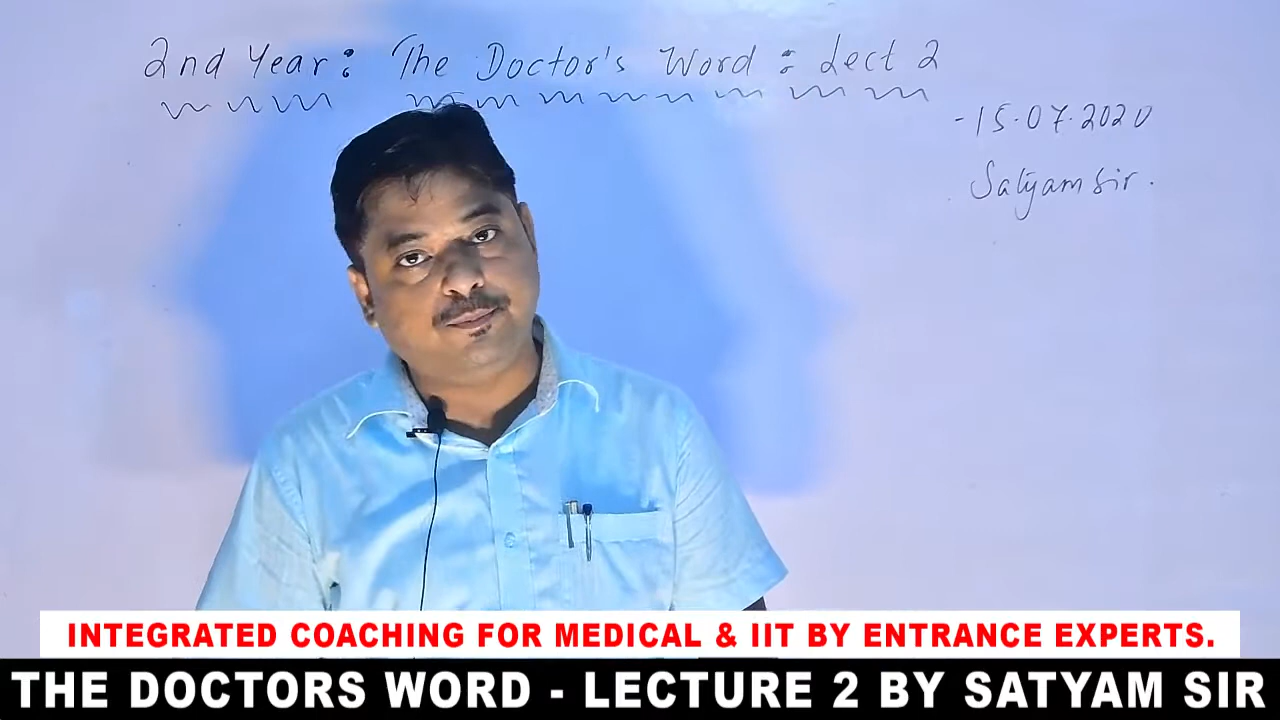 2nd Year: The Doctor's Word : Lect 2
- 15.07.2020
Satyam Sir.
INTEGRATED COACHING FOR MEDICAL & IIT BY ENTRANCE EXPERTS.
THE DOCTORS WORD - LECTURE 2 BY SATYAM SIR